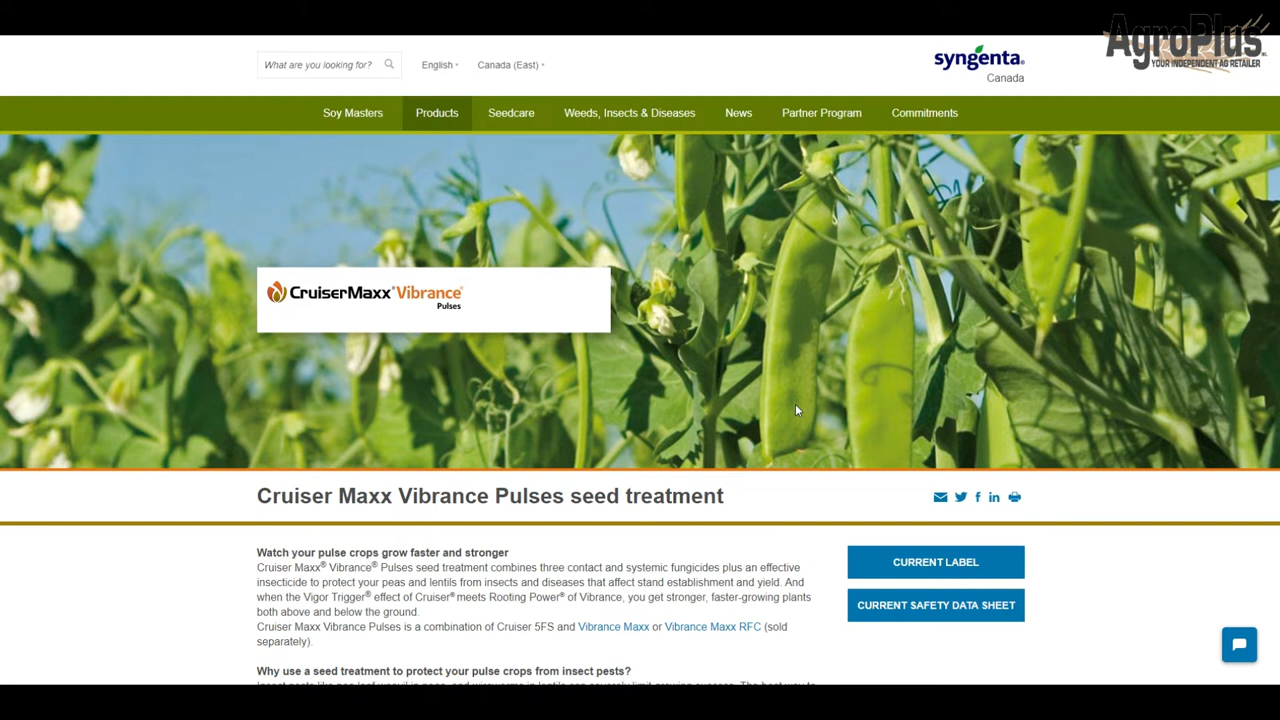 AgroPlus
YOUR INDEPENDENT AG RETAILER
What are you looking for?
English
Canada (East)
syngenta®
Canada
Soy Masters
Products
Seedcare
Weeds, Insects & Diseases
News
Partner Program
Commitments
CruiserMaxx® Vibrance®
Pulses
Cruiser Maxx Vibrance Pulses seed treatment
Watch your pulse crops grow faster and stronger
Cruiser Maxx® Vibrance® Pulses seed treatment combines three contact and systemic fungicides plus an effective
insecticide to protect your peas and lentils from insects and diseases that affect stand establishment and yield. And
when the Vigor Trigger® effect of Cruiser® meets Rooting Power® of Vibrance, you get stronger, faster-growing plants
both above and below the ground.
Cruiser Maxx Vibrance Pulses is a combination of Cruiser 5FS and Vibrance Maxx or Vibrance Maxx RFC (sold
separately).
Why use a seed treatment to protect your pulse crops from insect pests?
CURRENT LABEL
CURRENT SAFETY DATA SHEET